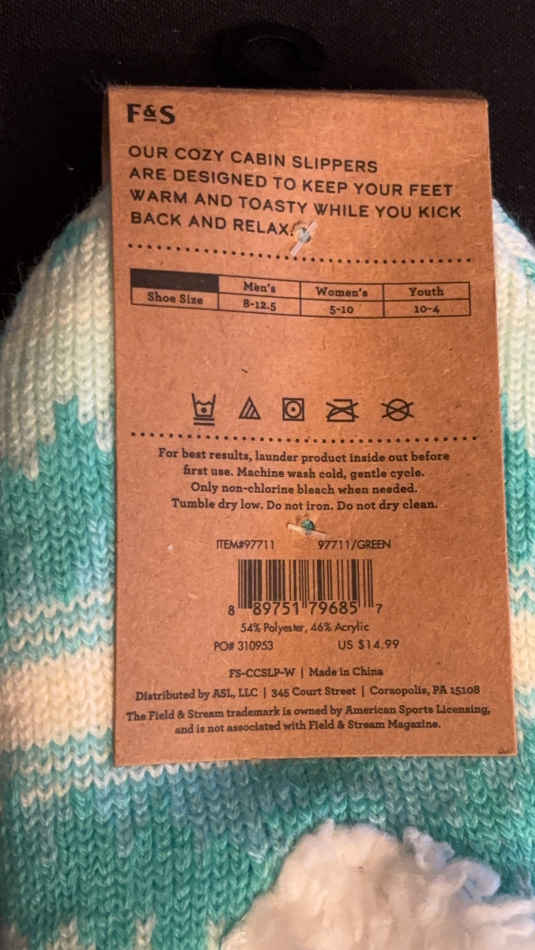 F&S
OUR COZY CABIN SLIPPERS
ARE DESIGNED TO KEEP YOUR FEET
WARM AND TOASTY WHILE YOU KICK
BACK AND RELAX.
Men's Women's Youth
Shoe Size 8-12.5 5-10 10-4
For best results, launder product inside out before
first use. Machine wash cold, gentle cycle.
Only non-chlorine bleach when needed.
Tumble dry low. Do not iron. Do not dry clean.
ITEM#97711 97711/GREEN
8 89751 79685 7
54% Polyester, 46% Acrylic
PO# 310953 US $14.99
FS-CCSLP-W | Made in China
Distributed by ASL, LLC | 345 Court Street | Coraopolis, PA 15108
The Field & Stream trademark is owned by American Sports Licensing,
and is not associated with Field & Stream Magazine.